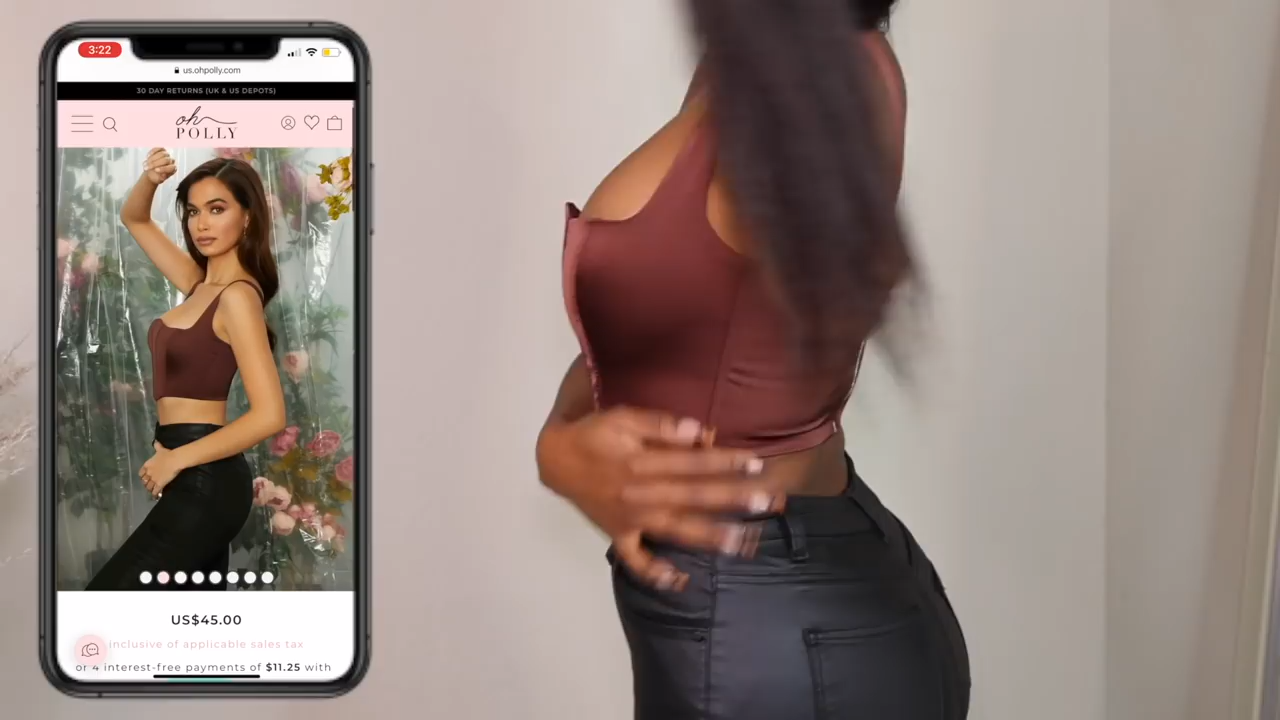 3:22
us.ohpolly.com
30 DAY RETURNS (UK & US DEPOTS)
oh
POLLY
US$45.00
inclusive of applicable sales tax
or 4 interest-free payments of $11.25 with